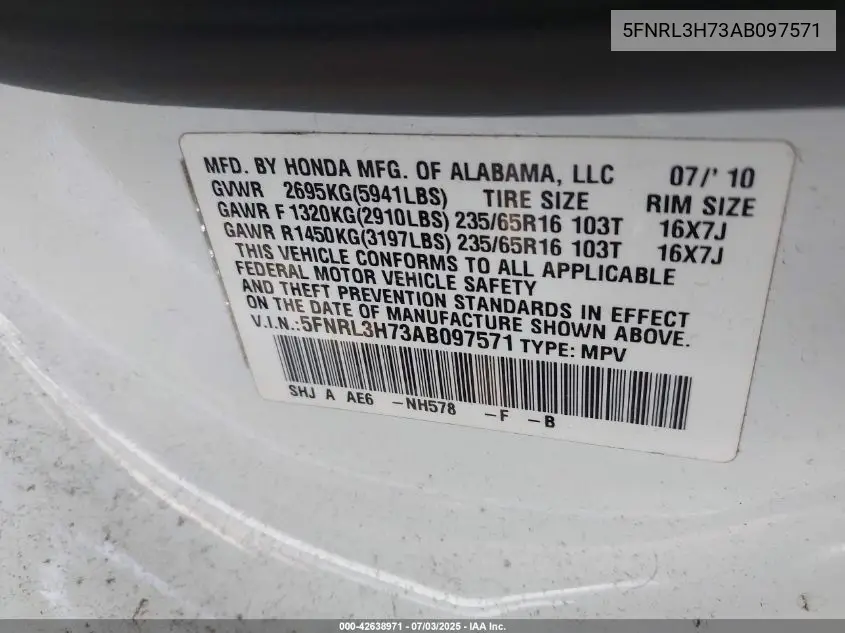 5FNRL3H73AB097571
MFD. BY HONDA MFG. OF ALABAMA, LLC 07/' 10
GVWR 2695KG(5941LBS) TIRE SIZE RIM SIZE
GAWR F 1320KG(2910LBS) 235/65R16 103T 16X7J
GAWR R1450KG(3197LBS) 235/65R16 103T 16X7J
THIS VEHICLE CONFORMS TO ALL APPLICABLE
FEDERAL MOTOR VEHICLE SAFETY
AND THEFT PREVENTION STANDARDS IN EFFECT
ON THE DATE OF MANUFACTURE SHOWN ABOVE.
V.I.N.:5FNRL3H73AB097571 TYPE: MPV
SHJ A AE6 -NH578 -F -B
000-42638971 - 07/03/2025 - IAA Inc.